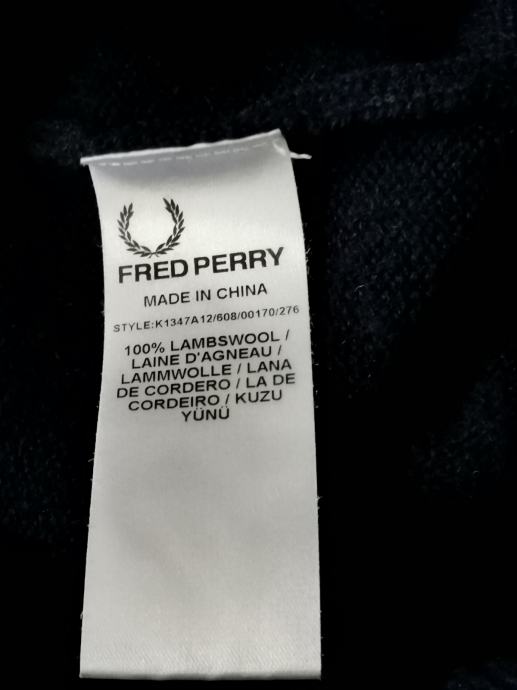 FRED PERRY
MADE IN CHINA
STYLE:K1347A12/608/00170/276
100% LAMBSWOOL /
LAINE D'AGNEAU /
LAMMWOLLE / LANA
DE CORDERO / LA DE
CORDEIRO / KUZU
YÜNÜ